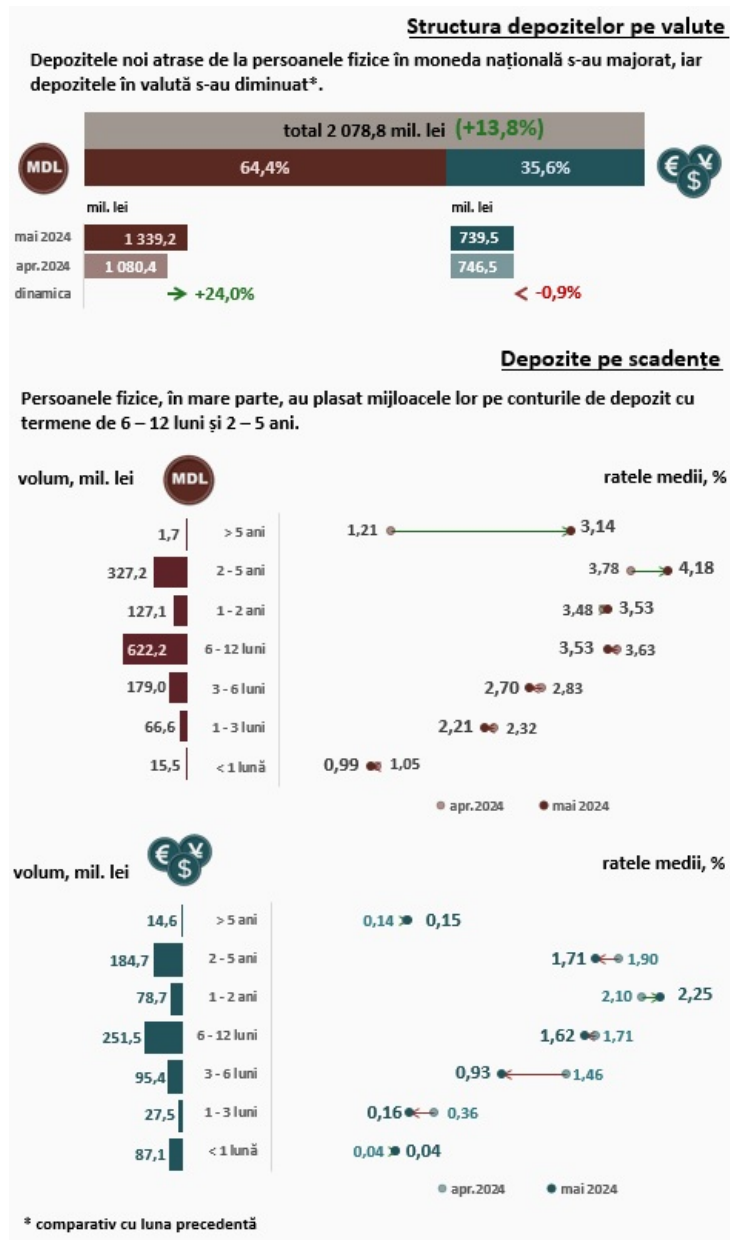 Structura depozitelor pe valute
Depozitele noi atrase de la persoanele fizice în moneda națională s-au majorat, iar
depozitele în valută s-au diminuat*.
total 2 078,8 mil. lei (+13,8%)
MDL 64,4% 35,6% € ¥ $
mil. lei mil. lei
mai 2024 1 339,2 739,5
apr.2024 1 080,4 746,5
dinamica +24,0% -0,9%
Depozite pe scadențe
Persoanele fizice, în mare parte, au plasat mijloacele lor pe conturile de depozit cu
termene de 6 – 12 luni și 2 – 5 ani.
volum, mil. lei MDL ratele medii, %
1,7 > 5 ani 1,21 3,14
327,2 2 - 5 ani 3,78 4,18
127,1 1 - 2 ani 3,48 3,53
622,2 6 - 12 luni 3,53 3,63
179,0 3 - 6 luni 2,70 2,83
66,6 1 - 3 luni 2,21 2,32
15,5 < 1 lună 0,99 1,05
apr.2024 mai 2024
volum, mil. lei € ¥ $ ratele medii, %
14,6 > 5 ani 0,14 0,15
184,7 2 - 5 ani 1,71 1,90
78,7 1 - 2 ani 2,10 2,25
251,5 6 - 12 luni 1,62 1,71
95,4 3 - 6 luni 0,93 1,46
27,5 1 - 3 luni 0,16 0,36
87,1 < 1 lună 0,04 0,04
apr.2024 mai 2024
* comparativ cu luna precedentă